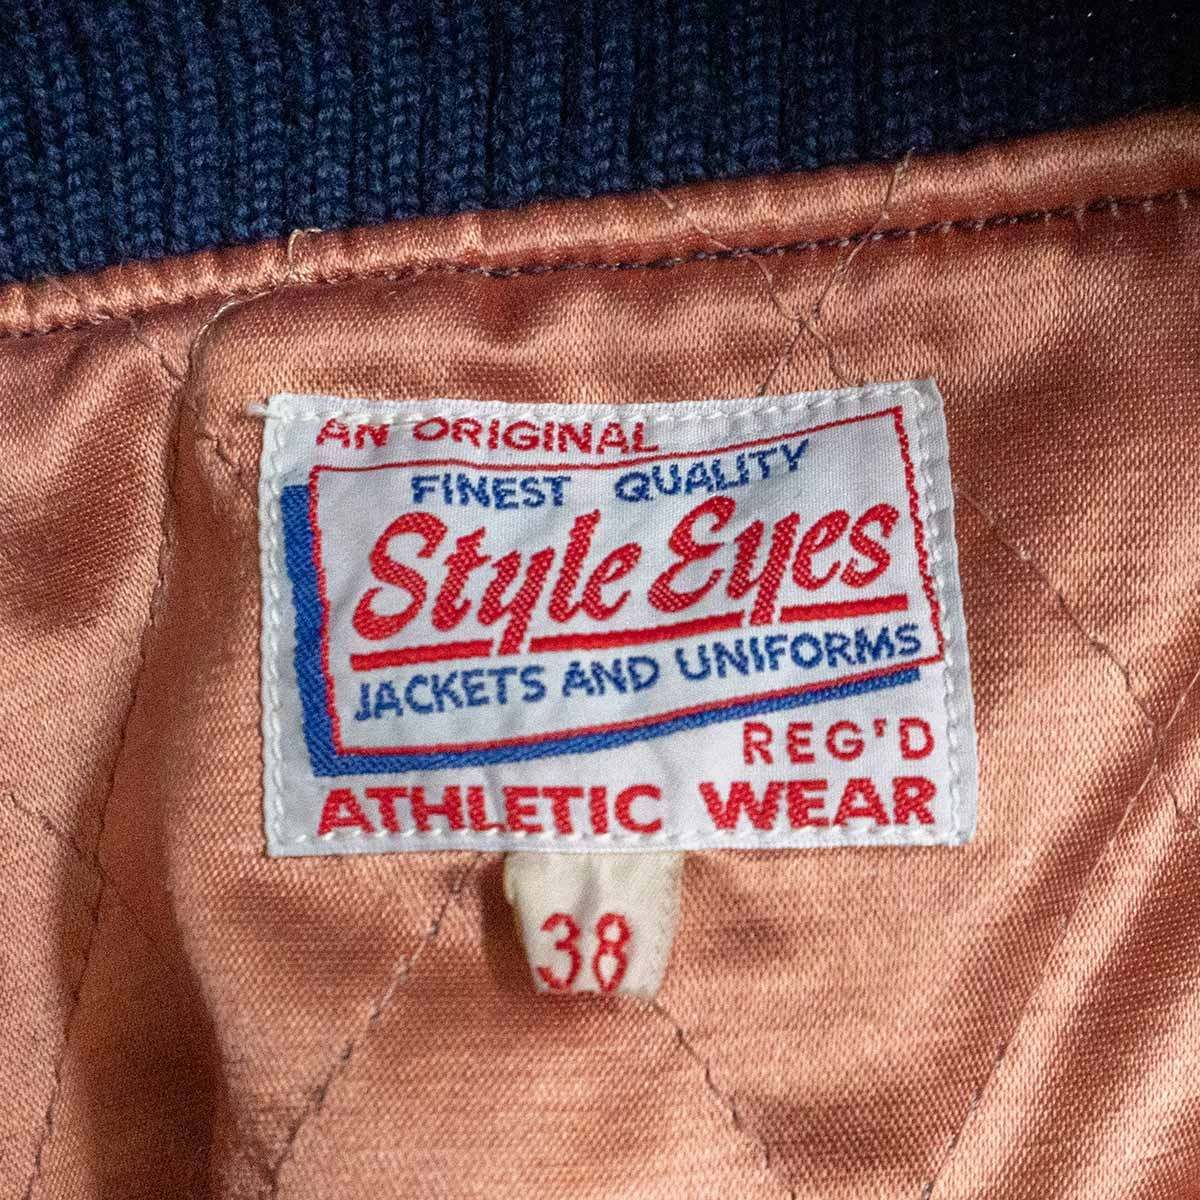 AN ORIGINAL
FINEST QUALITY
Style Eyes
JACKETS AND UNIFORMS
REG'D
ATHLETIC WEAR
38